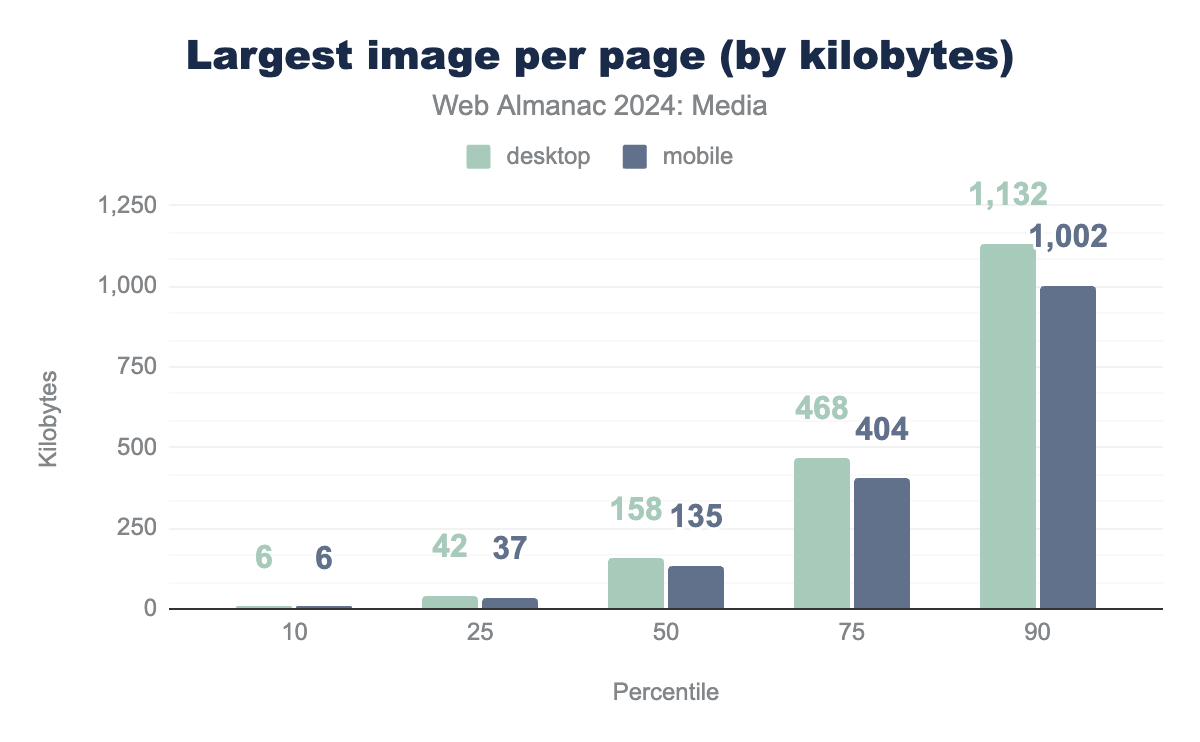 Largest image per page (by kilobytes)
Web Almanac 2024: Media
desktop mobile
1,250
1,000
750
500
250
0
Kilobytes
6 6
42 37
158 135
468 404
1,132 1,002
10 25 50 75 90
Percentile